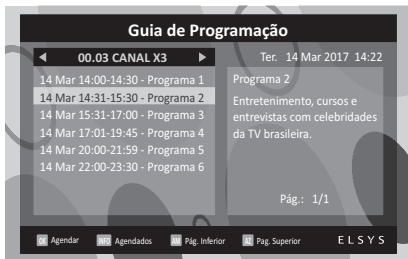 Guia de Programação
00.03 CANAL X3
Ter. 14 Mar 2017 14:22
14 Mar 14:00-14:30 - Programa 1
14 Mar 14:31-15:30 - Programa 2
14 Mar 15:31-17:00 - Programa 3
14 Mar 17:01-19:45 - Programa 4
14 Mar 20:00-21:59 - Programa 5
14 Mar 22:00-23:30 - Programa 6
Programa 2
Entretenimento, cursos e
entrevistas com celebridades
da TV brasileira.
Pág.: 1/1
OK Agendar INFO Agendados AM Pág. Inferior AZ Pag. Superior ELSYS